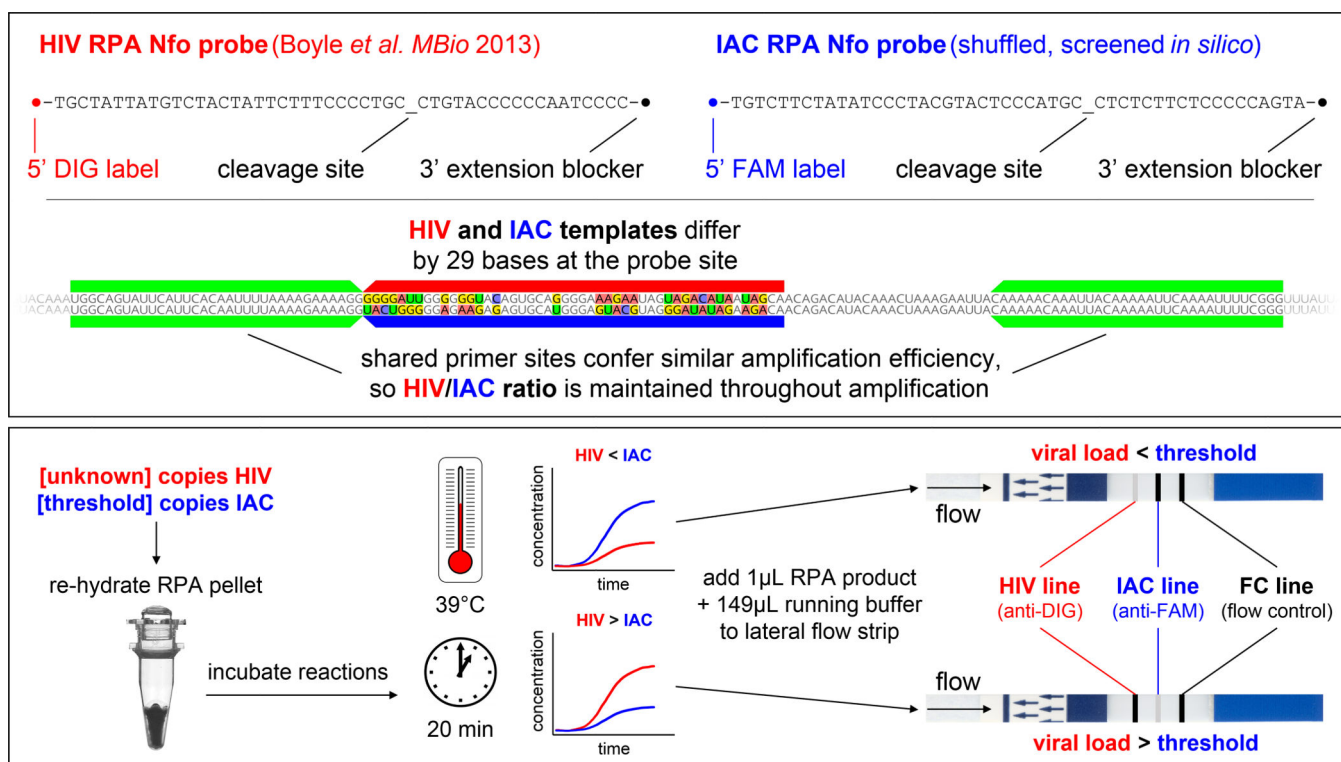 HIV RPA Nfo probe (Boyle et al. MBio 2013)
IAC RPA Nfo probe (shuffled, screened in silico)
-TGCTATTATGTCTACTATTCTTTCCCCTGC_CTGTACCCCCCAATCCCC-
-TGTCTTCTATATCCCTACGTACTCCCATGC_CTCTCTTCTCCCCCAGTA-
5' DIG label
cleavage site
3' extension blocker
5' FAM label
cleavage site
3' extension blocker
HIV and IAC templates differ
by 29 bases at the probe site
UACAAAUGGCAGUAUUCAUUCACAAUUUUAAAAGAAAAGGGGGGAUUGGGGGGUACAGUGCAGGGGAAAGAAUAGUAGACAUAAUAGCAACAGACAUACAAACUAAAGAAUUACAAAAACAAAUUACAAAAAUUCAAAAUUUUCGGGUUUAUU
UACAAAUGGCAGUAUUCAUUCACAAUUUUAAAAGAAAAGGUACUGGGGGAGAAGAGAGUGCAUGGGAGUACGUAGGGAUAUAGAAGACAACAGACAUACAAACUAAAGAAUUACAAAAACAAAUUACAAAAAUUCAAAAUUUUCGGGUUUAUU
shared primer sites confer similar amplification efficiency,
so HIV/IAC ratio is maintained throughout amplification
[unknown] copies HIV
[threshold] copies IAC
re-hydrate RPA pellet
incubate reactions
39°C
20 min
HIV < IAC
concentration
time
HIV > IAC
concentration
time
add 1µL RPA product
+ 149µL running buffer
to lateral flow strip
viral load < threshold
flow
HIV line
(anti-DIG)
IAC line
(anti-FAM)
FC line
(flow control)
flow
viral load > threshold